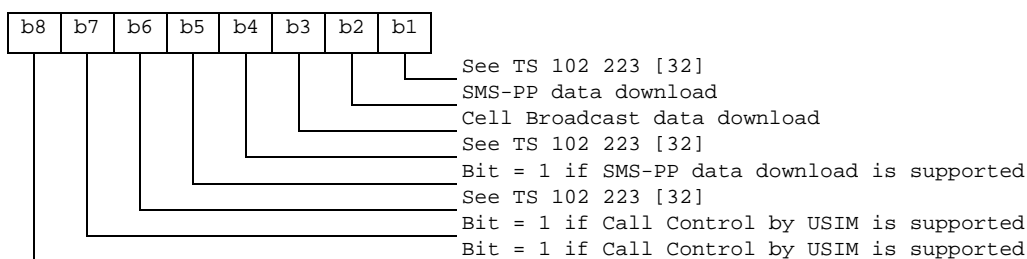 b8 b7 b6 b5 b4 b3 b2 b1
See TS 102 223 [32]
SMS-PP data download
Cell Broadcast data download
See TS 102 223 [32]
Bit = 1 if SMS-PP data download is supported
See TS 102 223 [32]
Bit = 1 if Call Control by USIM is supported
Bit = 1 if Call Control by USIM is supported